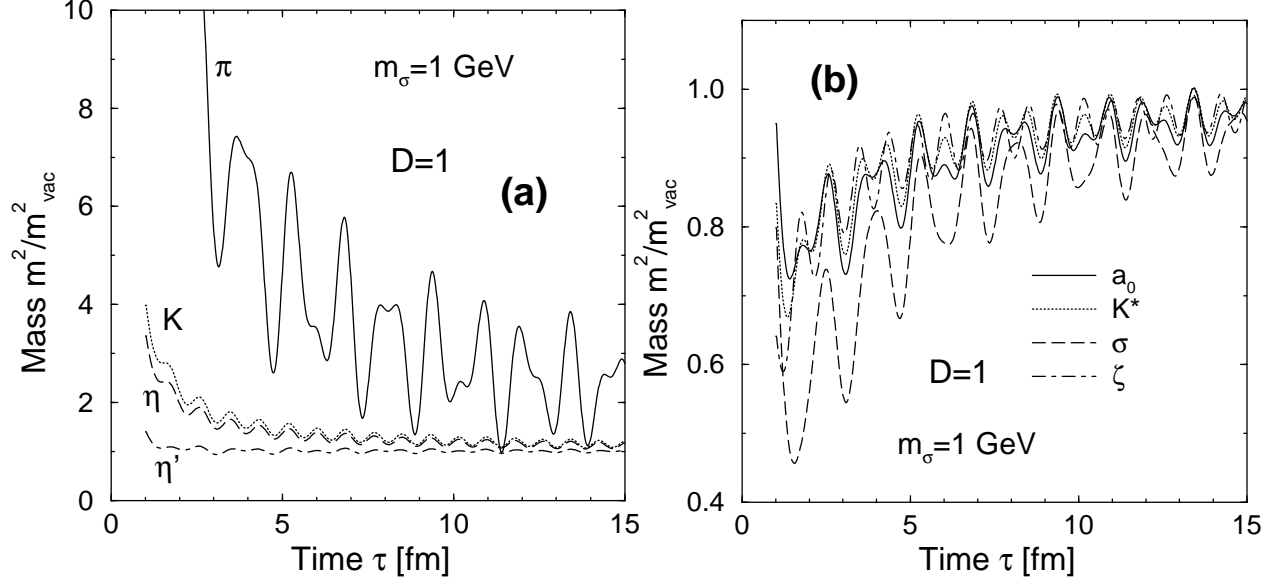 10
8
6
4
2
0
0
5
10
15
Mass m²/m²vac
Time τ [fm]
π
mσ=1 GeV
D=1
(a)
K
η
η’
1.0
0.8
0.6
0.4
0
5
10
15
Mass m²/m²vac
Time τ [fm]
(b)
a0
K*
σ
ζ
D=1
mσ=1 GeV